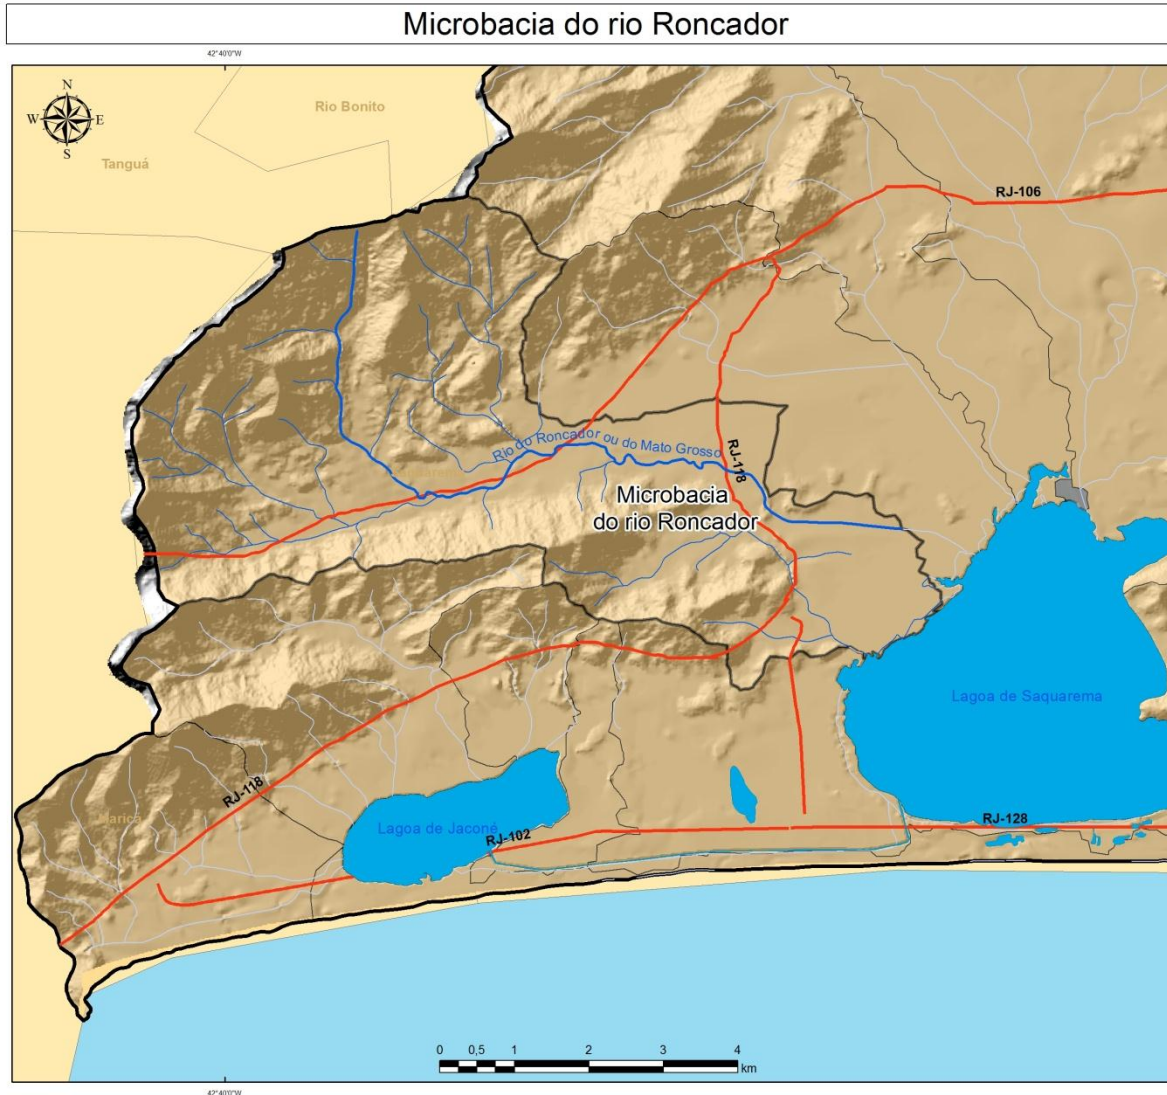 Microbacia do rio Roncador
42°40'0"W
Rio Bonito
N
W E
S
Tanguá
RJ-106
Rio do Roncador ou do Mato Grosso
RJ-118
Microbacia
do rio Roncador
Lagoa de Saquarema
RJ-118
Maricá
Lagoa de Jaconé
RJ-102
RJ-128
0 0,5 1 2 3 4
km
42°40'0"W